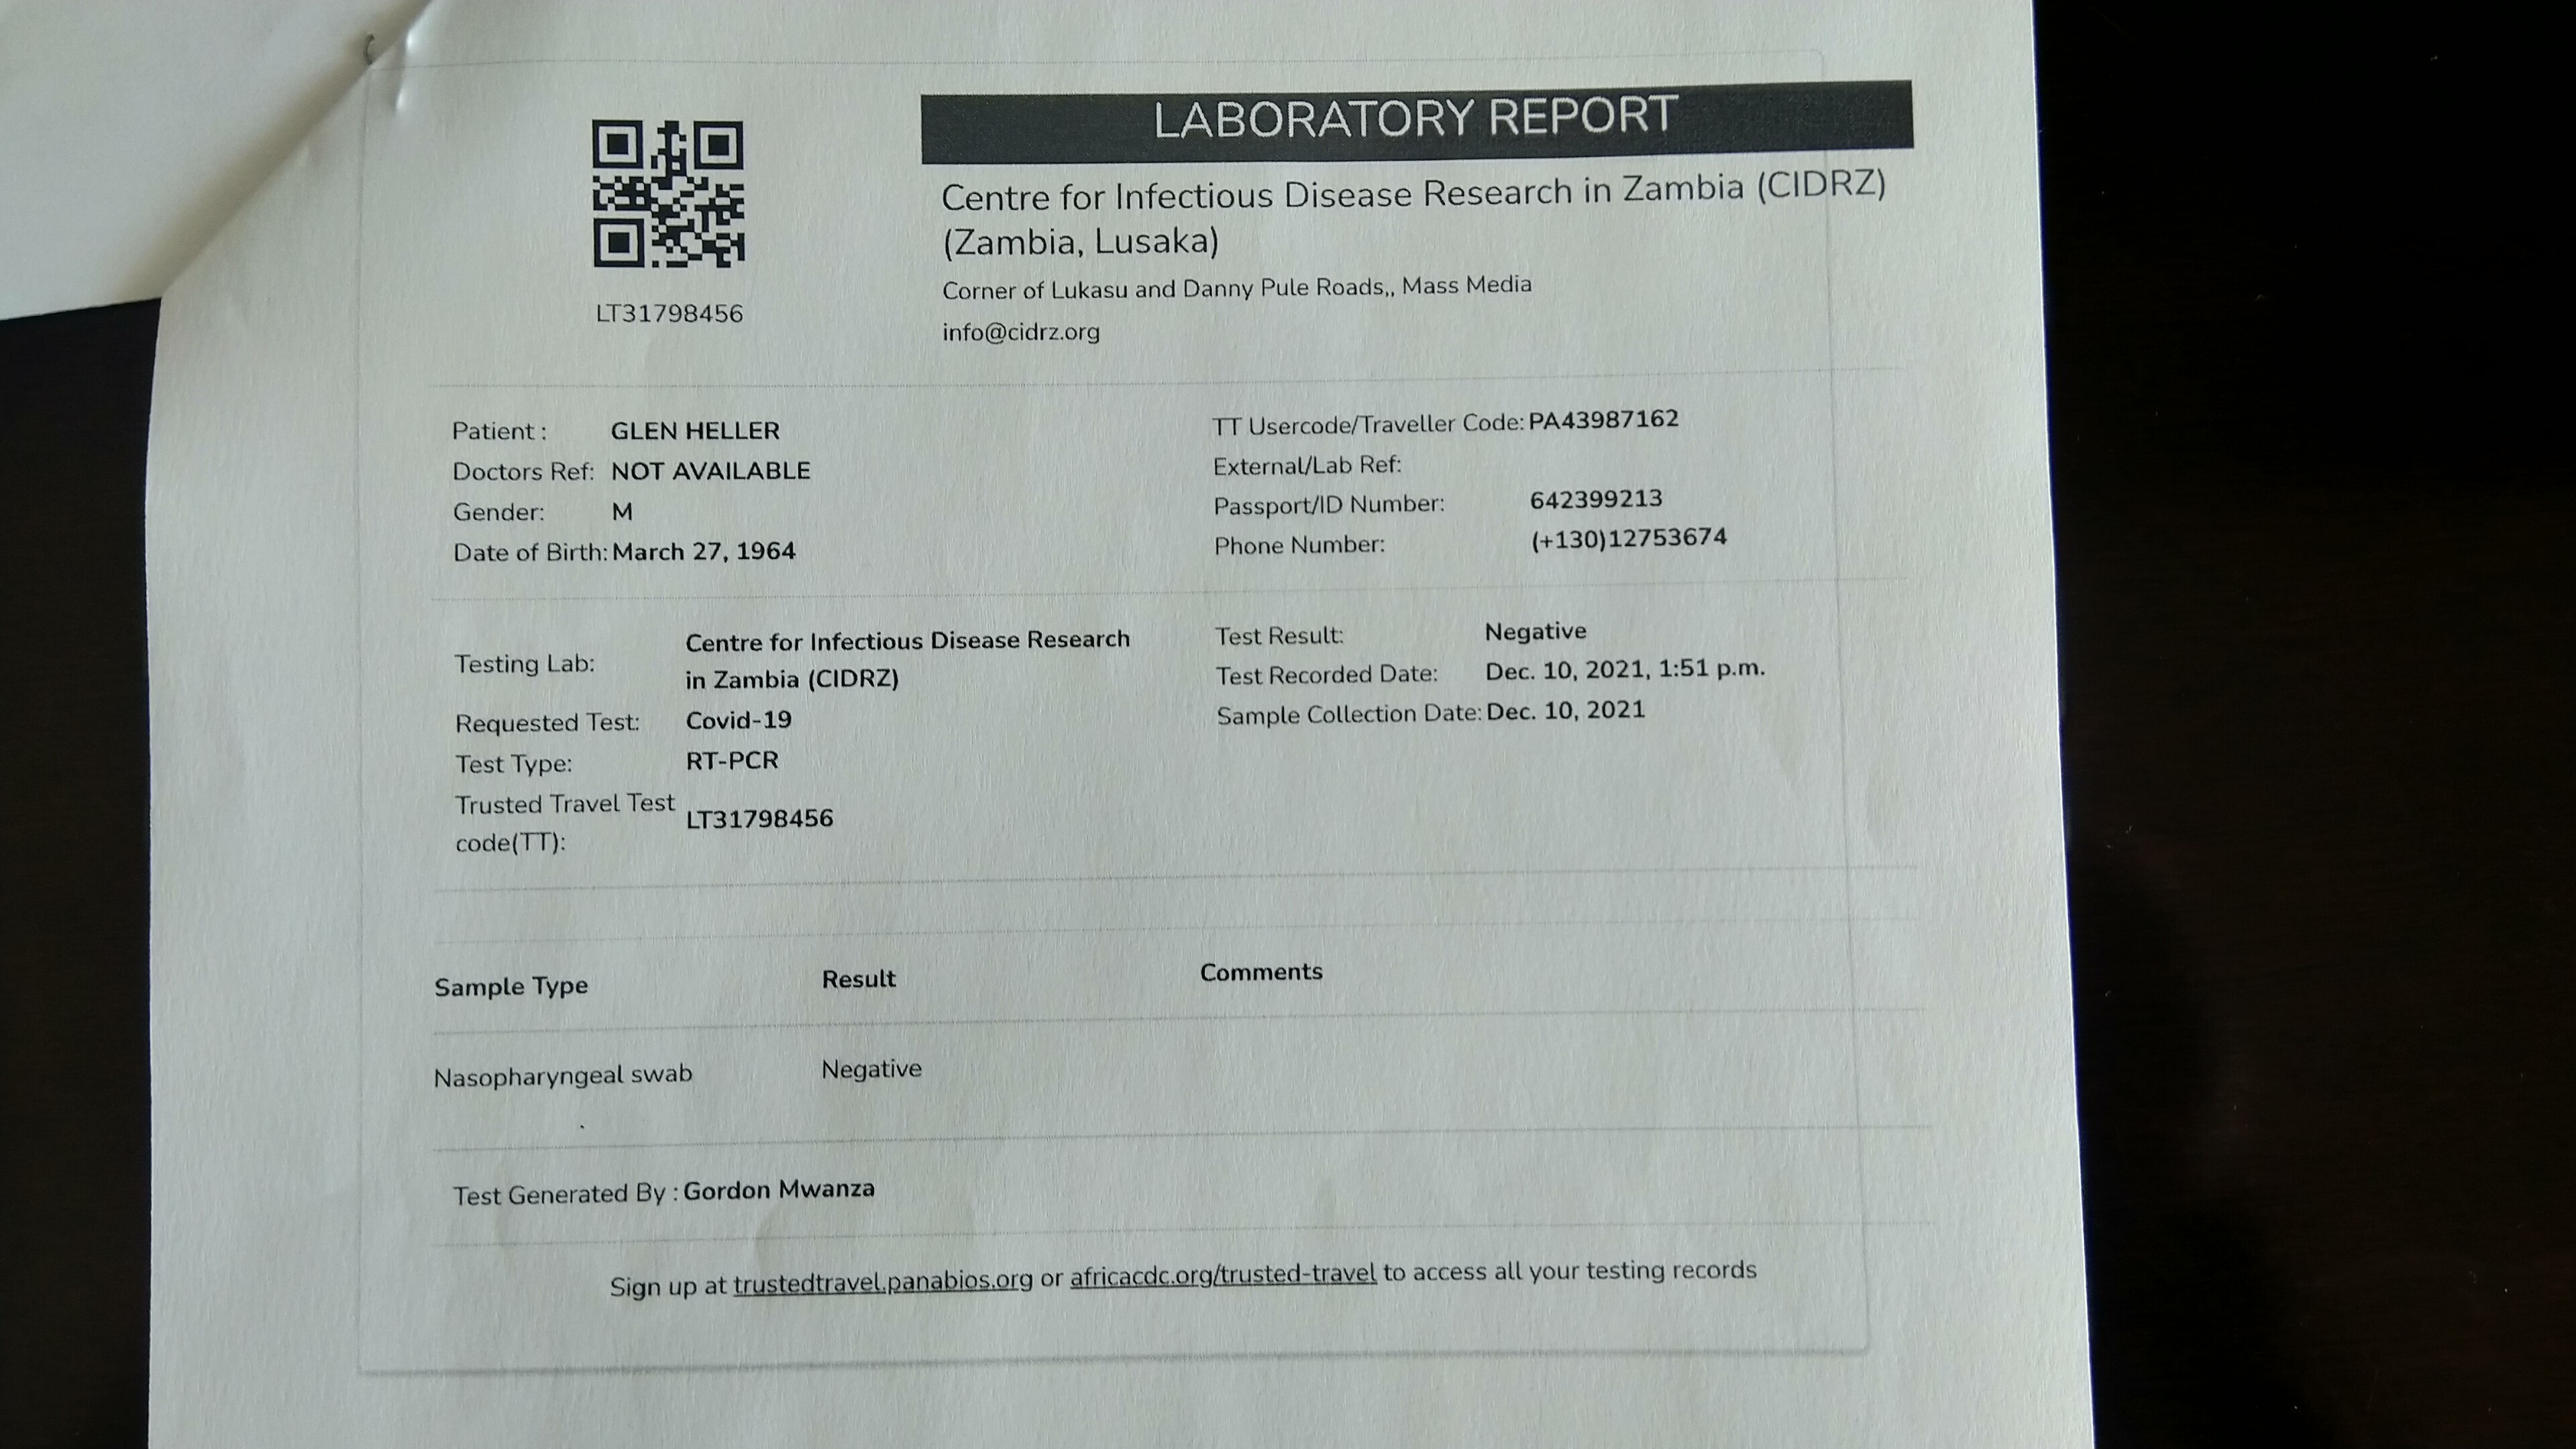 LABORATORY REPORT
Centre for Infectious Disease Research in Zambia (CIDRZ)
(Zambia, Lusaka)
Corner of Lukasu and Danny Pule Roads,, Mass Media
info@cidrz.org
LT31798456
Patient : GLEN HELLER
Doctors Ref: NOT AVAILABLE
Gender: M
Date of Birth: March 27, 1964
TT Usercode/Traveller Code: PA43987162
External/Lab Ref:
Passport/ID Number: 642399213
Phone Number: (+130)12753674
Testing Lab: Centre for Infectious Disease Research
in Zambia (CIDRZ)
Requested Test: Covid-19
Test Type: RT-PCR
Trusted Travel Test
code(TT): LT31798456
Test Result: Negative
Test Recorded Date: Dec. 10, 2021, 1:51 p.m.
Sample Collection Date: Dec. 10, 2021
Sample Type Result Comments
Nasopharyngeal swab Negative
Test Generated By : Gordon Mwanza
Sign up at trustedtravel.panabios.org or africacdc.org/trusted-travel to access all your testing records